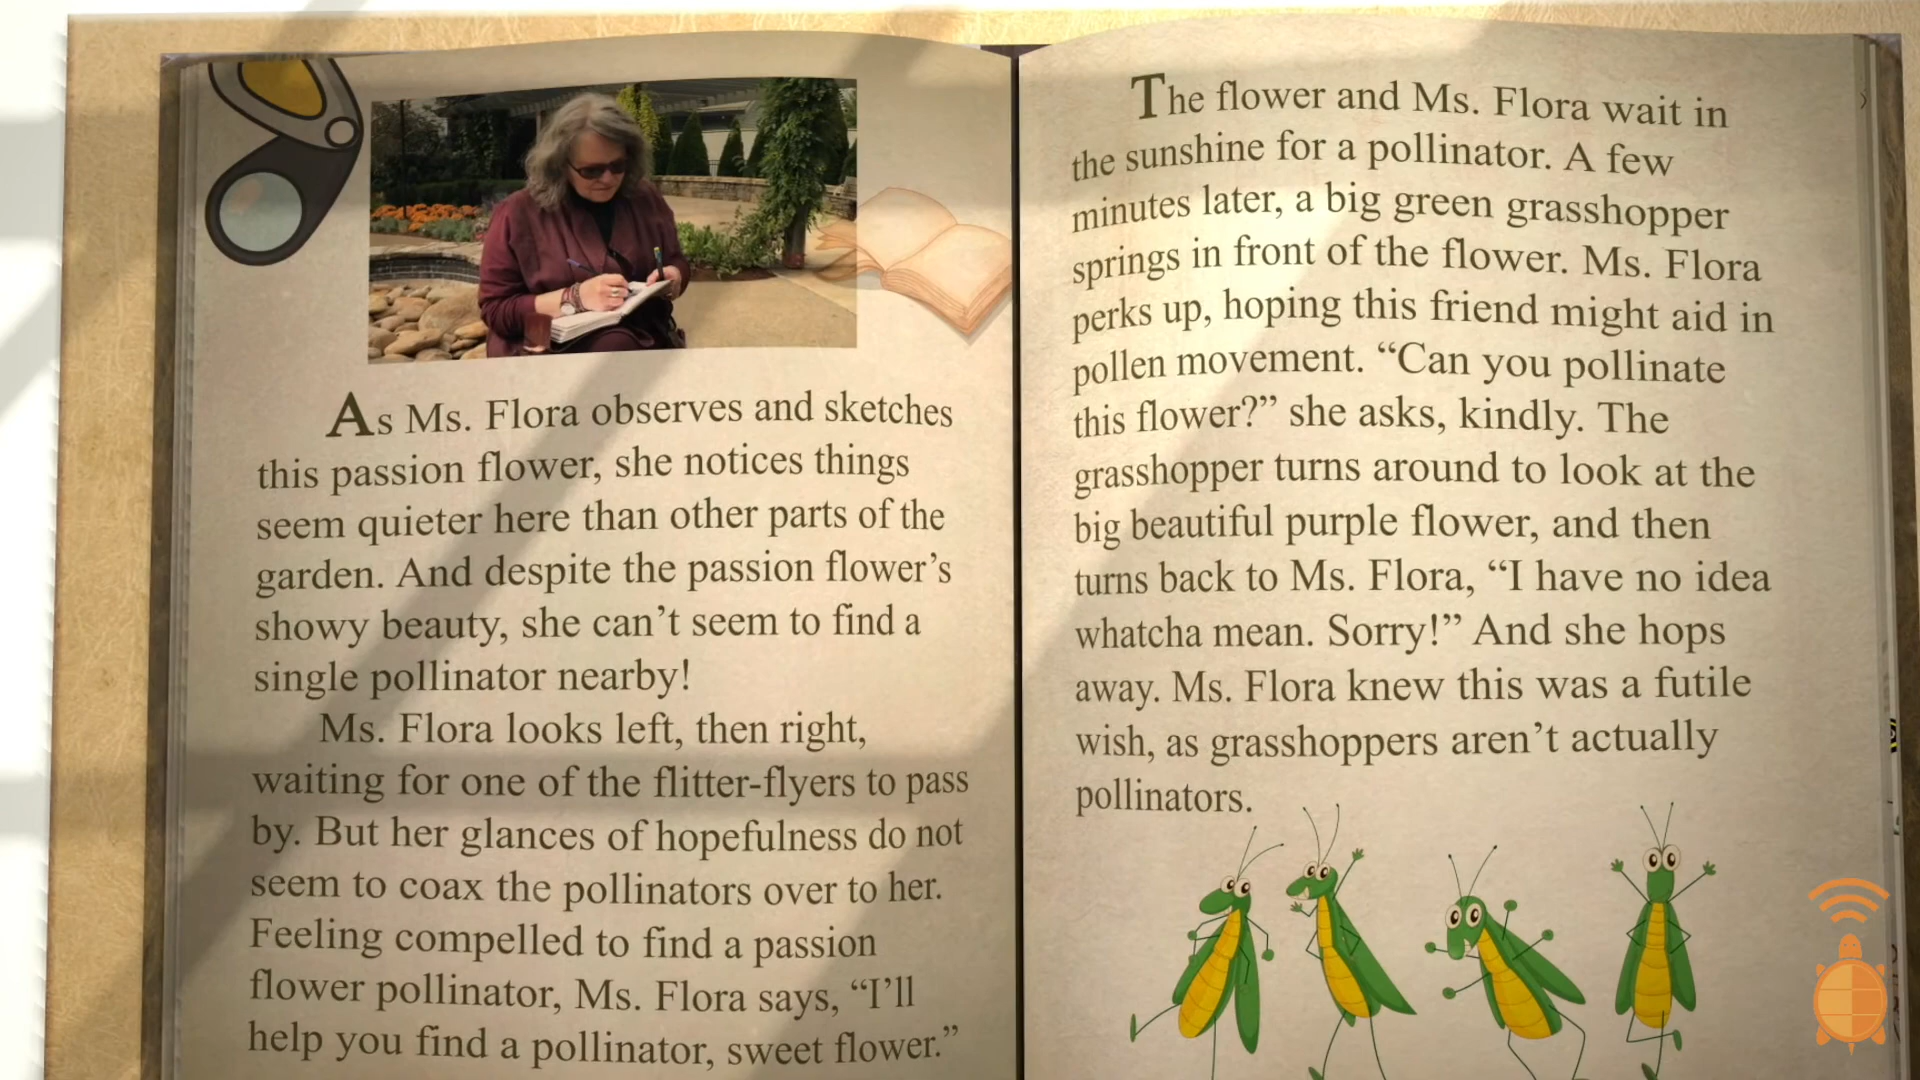 As Ms. Flora observes and sketches
this passion flower, she notices things
seem quieter here than other parts of the
garden. And despite the passion flower’s
showy beauty, she can’t seem to find a
single pollinator nearby!
Ms. Flora looks left, then right,
waiting for one of the flitter-flyers to pass
by. But her glances of hopefulness do not
seem to coax the pollinators over to her.
Feeling compelled to find a passion
flower pollinator, Ms. Flora says, “I’ll
help you find a pollinator, sweet flower.”
The flower and Ms. Flora wait in
the sunshine for a pollinator. A few
minutes later, a big green grasshopper
springs in front of the flower. Ms. Flora
perks up, hoping this friend might aid in
pollen movement. “Can you pollinate
this flower?” she asks, kindly. The
grasshopper turns around to look at the
big beautiful purple flower, and then
turns back to Ms. Flora, “I have no idea
whatcha mean. Sorry!” And she hops
away. Ms. Flora knew this was a futile
wish, as grasshoppers aren’t actually
pollinators.